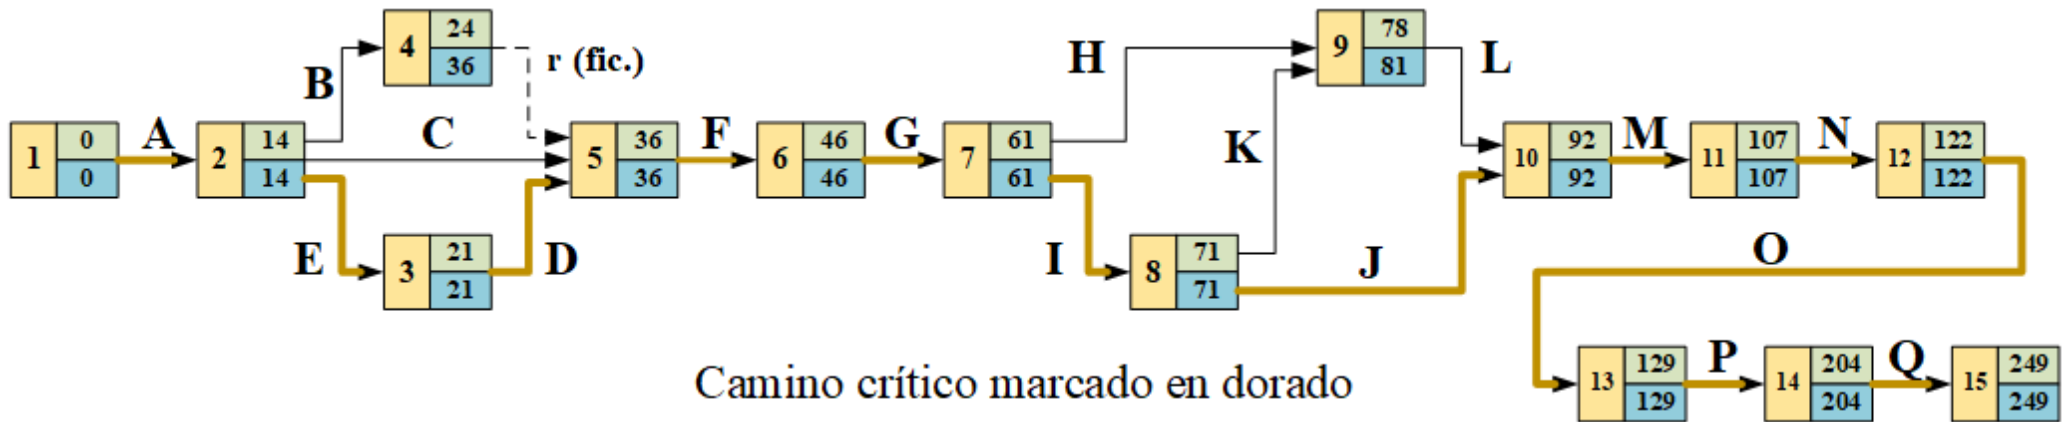 4 24 36
r (fic.)
9 78 81
B
H
L
1 0 0
A
2 14 14
C
5 36 36
F
6 46 46
G
7 61 61
K
10 92 92
M
11 107 107
N
12 122 122
E
3 21 21
D
I
8 71 71
J
O
13 129 129
P
14 204 204
Q
15 249 249
Camino crítico marcado en dorado